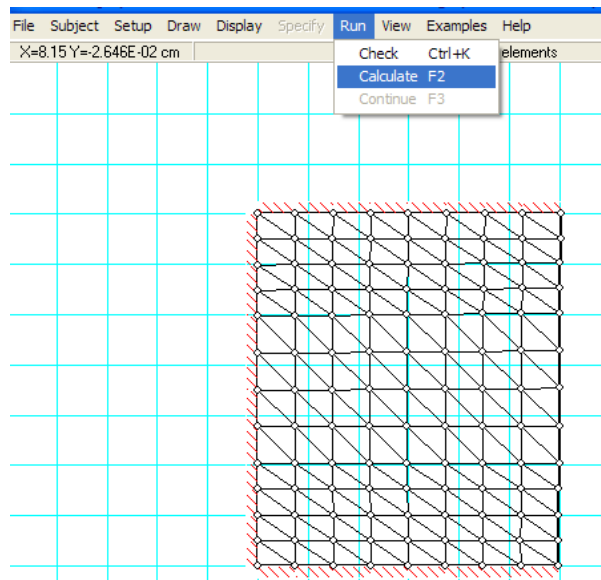 File Subject Setup Draw Display Specify Run View Examples Help
X=8.15 Y=-2.646E-02 cm
elements
Check Ctrl+K
Calculate F2
Continue F3